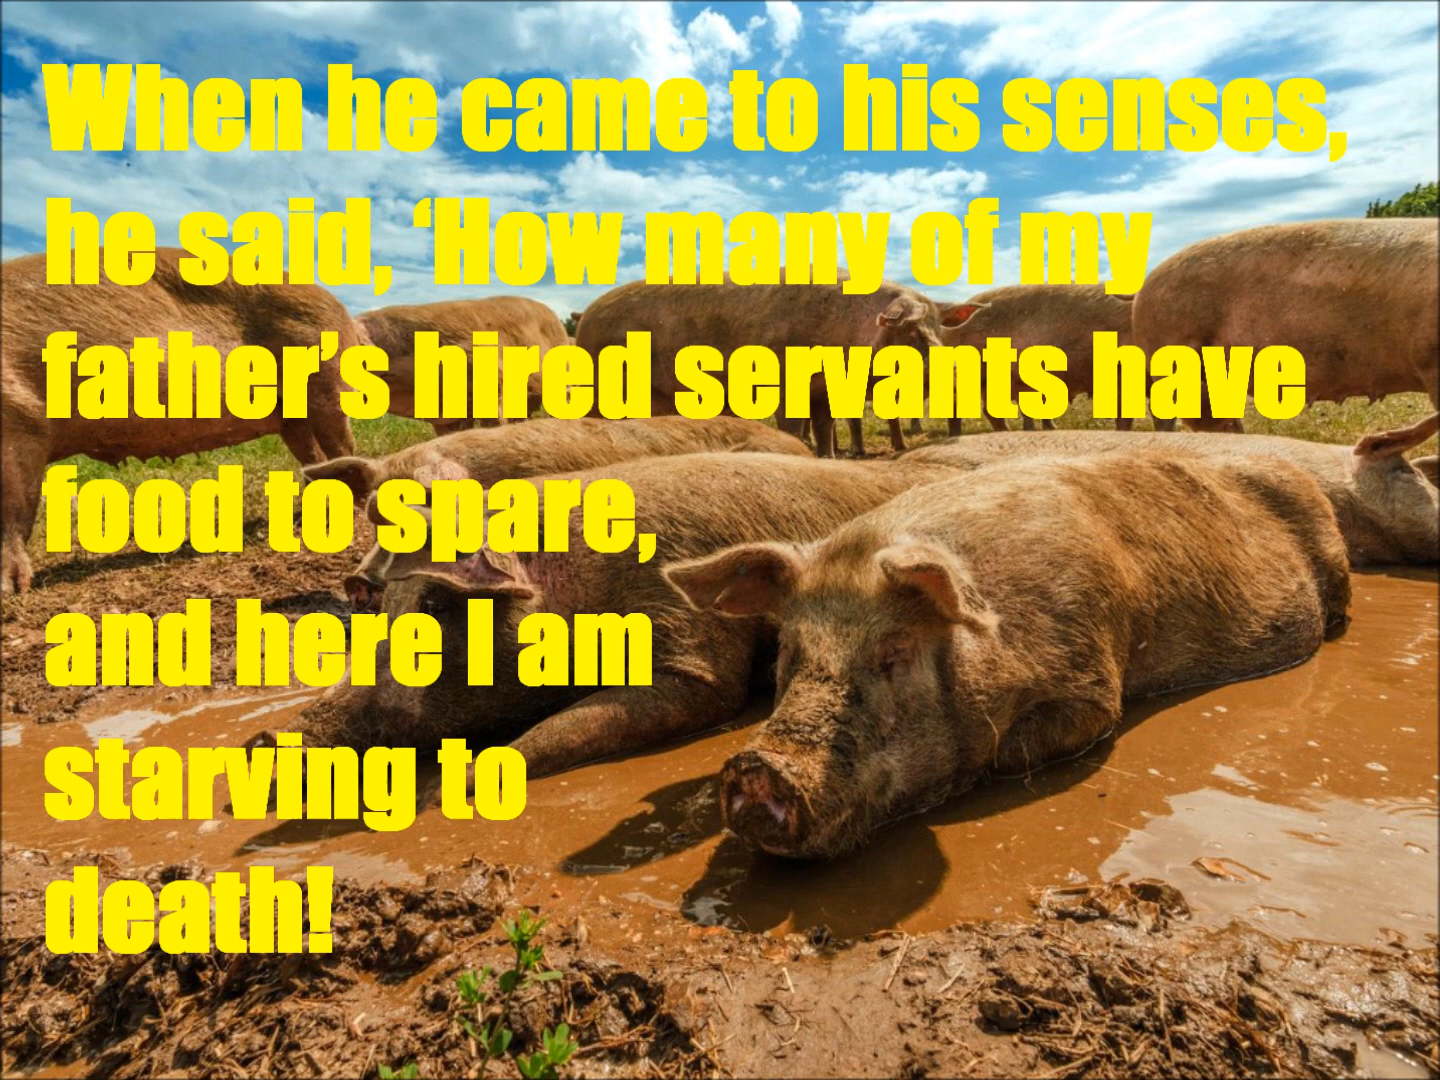 When he came to his senses,
he said, ‘How many of my
father’s hired servants have
food to spare,
and here I am
starving to
death!